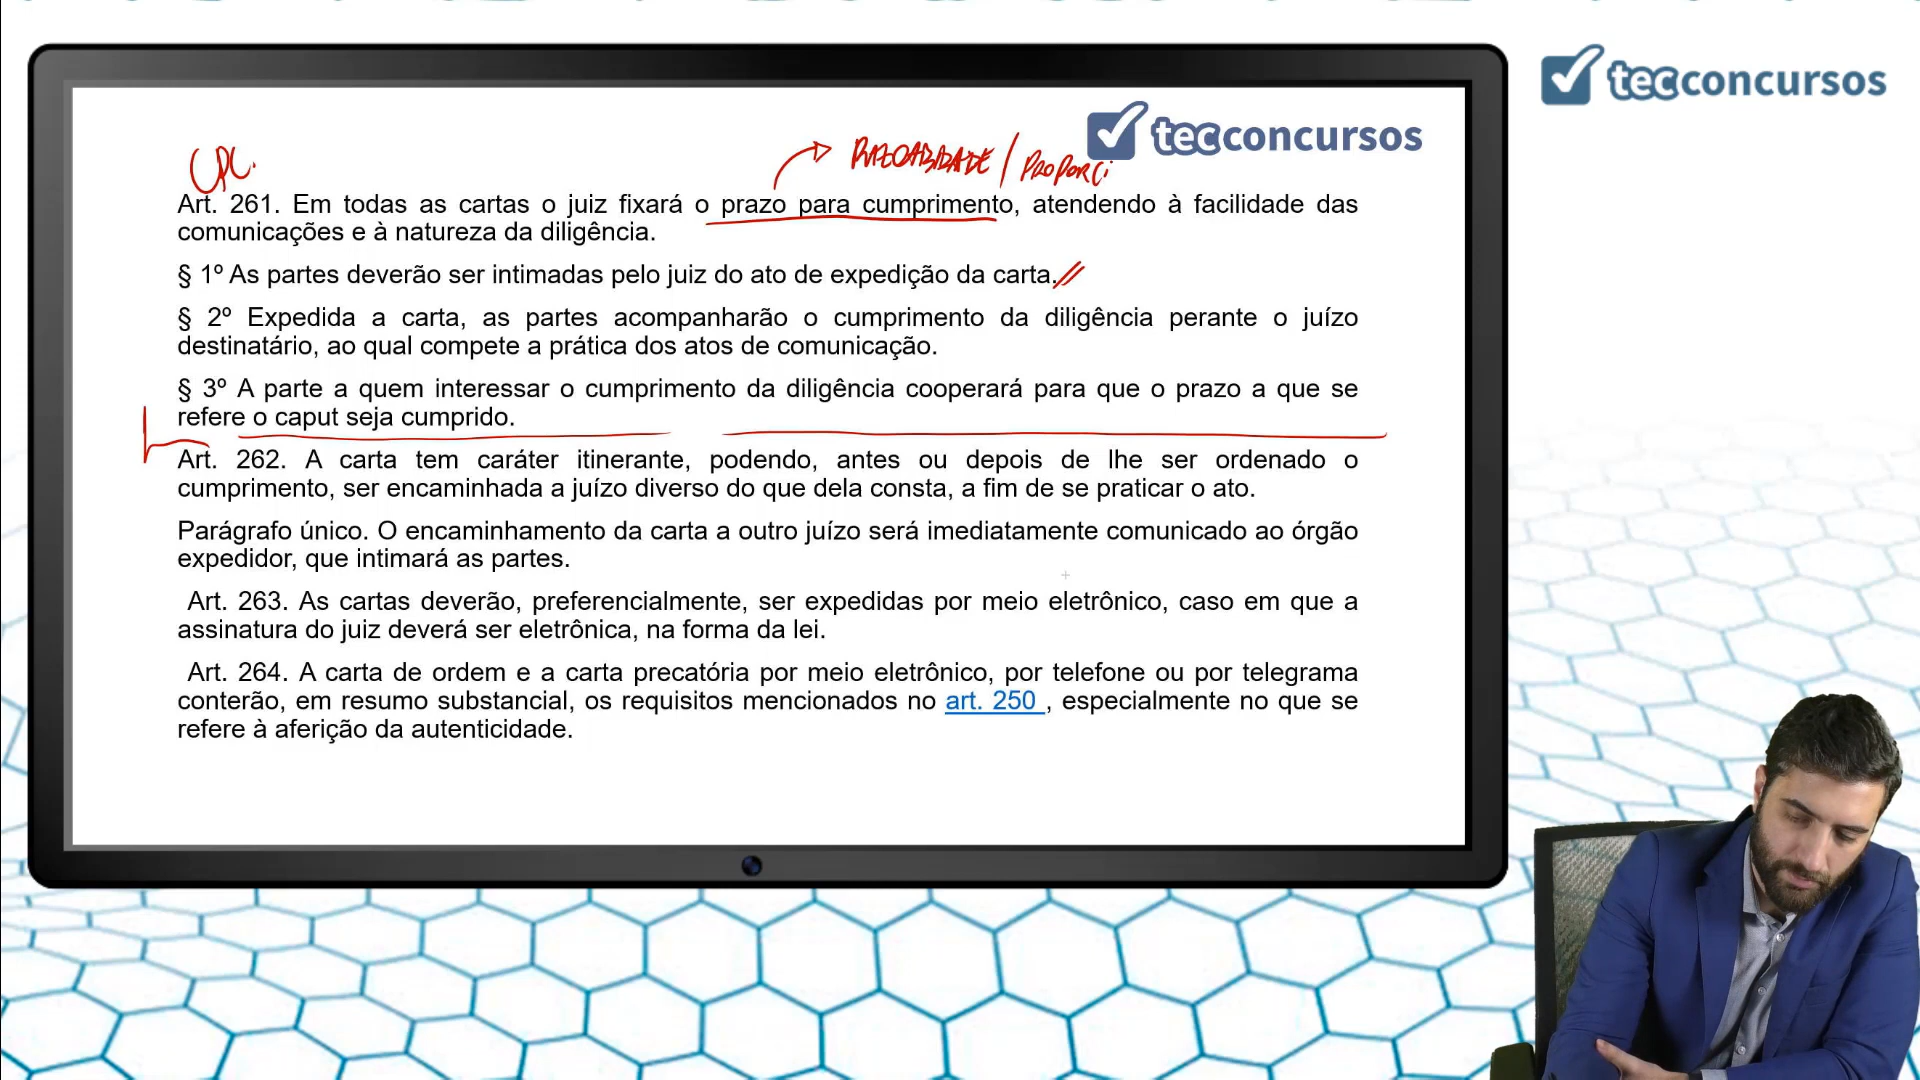 tecconcursos
tecconcursos
CPC.
RAZOABILIDADE / PROPORCI
Art. 261. Em todas as cartas o juiz fixará o prazo para cumprimento, atendendo à facilidade das
comunicações e à natureza da diligência.
§ 1º As partes deverão ser intimadas pelo juiz do ato de expedição da carta.
§ 2º Expedida a carta, as partes acompanharão o cumprimento da diligência perante o juízo
destinatário, ao qual compete a prática dos atos de comunicação.
§ 3º A parte a quem interessar o cumprimento da diligência cooperará para que o prazo a que se
refere o caput seja cumprido.
Art. 262. A carta tem caráter itinerante, podendo, antes ou depois de lhe ser ordenado o
cumprimento, ser encaminhada a juízo diverso do que dela consta, a fim de se praticar o ato.
Parágrafo único. O encaminhamento da carta a outro juízo será imediatamente comunicado ao órgão
expedidor, que intimará as partes.
Art. 263. As cartas deverão, preferencialmente, ser expedidas por meio eletrônico, caso em que a
assinatura do juiz deverá ser eletrônica, na forma da lei.
Art. 264. A carta de ordem e a carta precatória por meio eletrônico, por telefone ou por telegrama
conterão, em resumo substancial, os requisitos mencionados no art. 250 , especialmente no que se
refere à aferição da autenticidade.